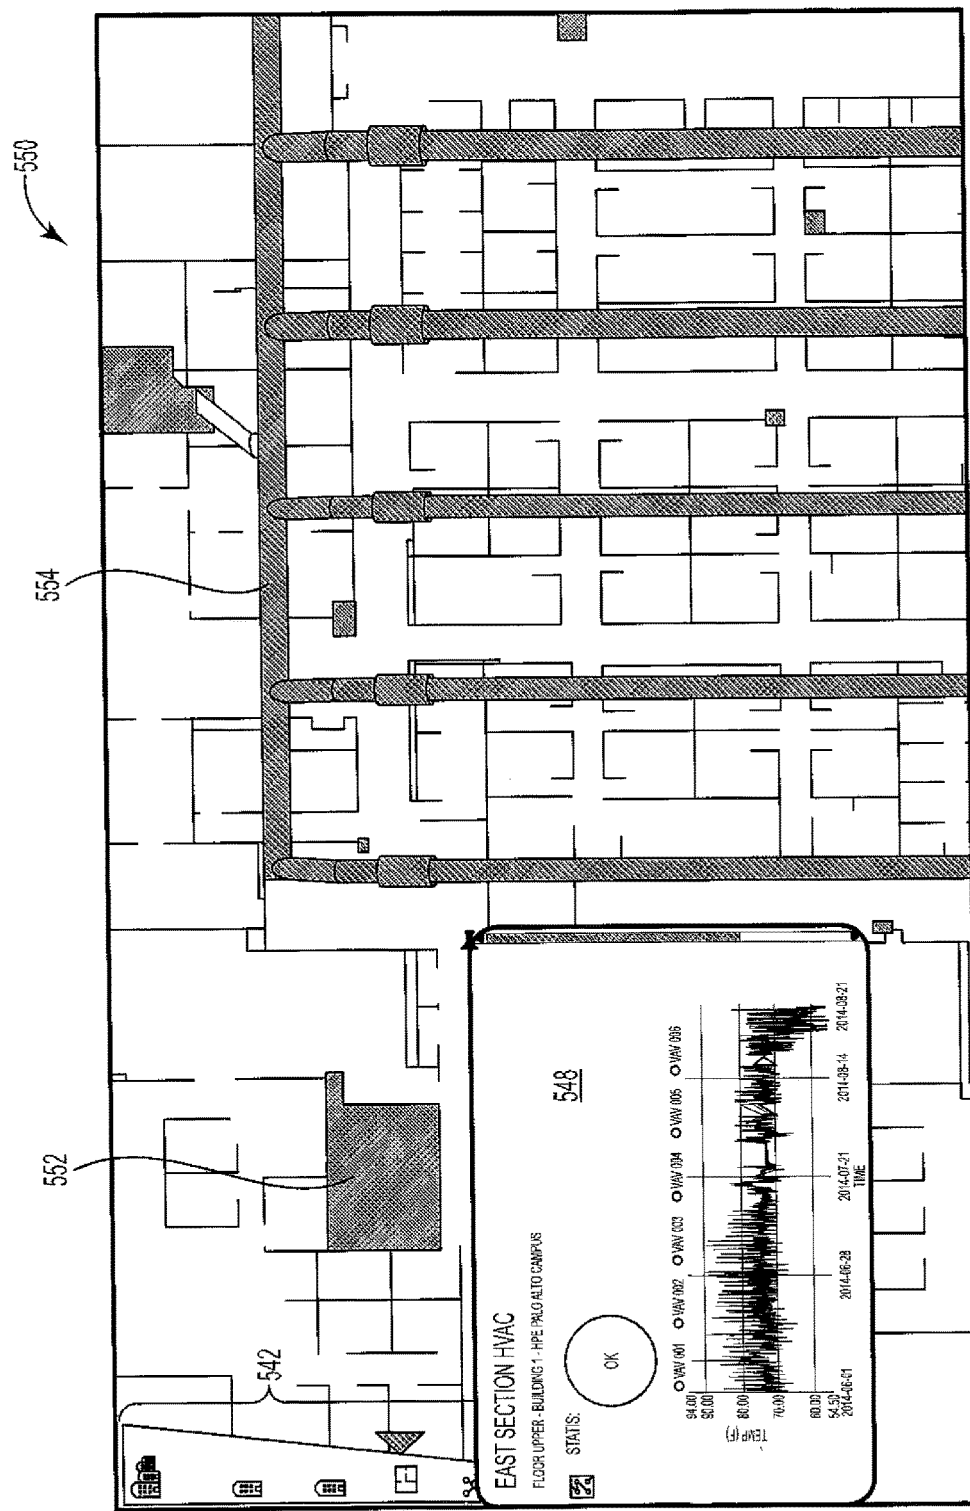 550
554
552
542
548
EAST SECTION HVAC
FLOOR UPPER - BUILDING 1 - HPE PALO ALTO CAMPUS
STATIS:
OK
VAV 001 VAV 002 VAV 003 VAV 004 VAV 005 VAV 006
94.00
90.00
80.00
70.00
60.00
54.50
TEMP (F)
2014-06-01 2014-06-28 2014-07-21 2014-08-14 2014-08-21
TIME